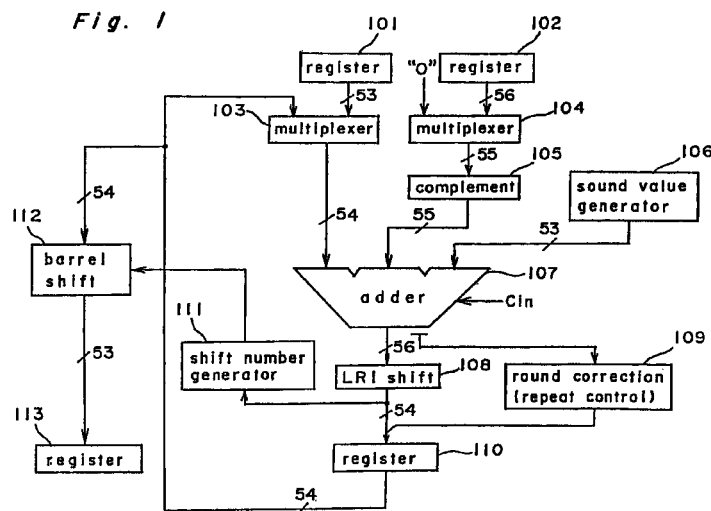 Fig. 1
101
102
register
"0"
register
53
56
103
104
multiplexer
multiplexer
55
105
106
complement
sound value
generator
54
54
55
53
112
barrel
shift
107
adder
Cin
111
109
53
shift number
generator
56
108
LR1 shift
round correction
(repeat control)
54
113
register
register
110
54